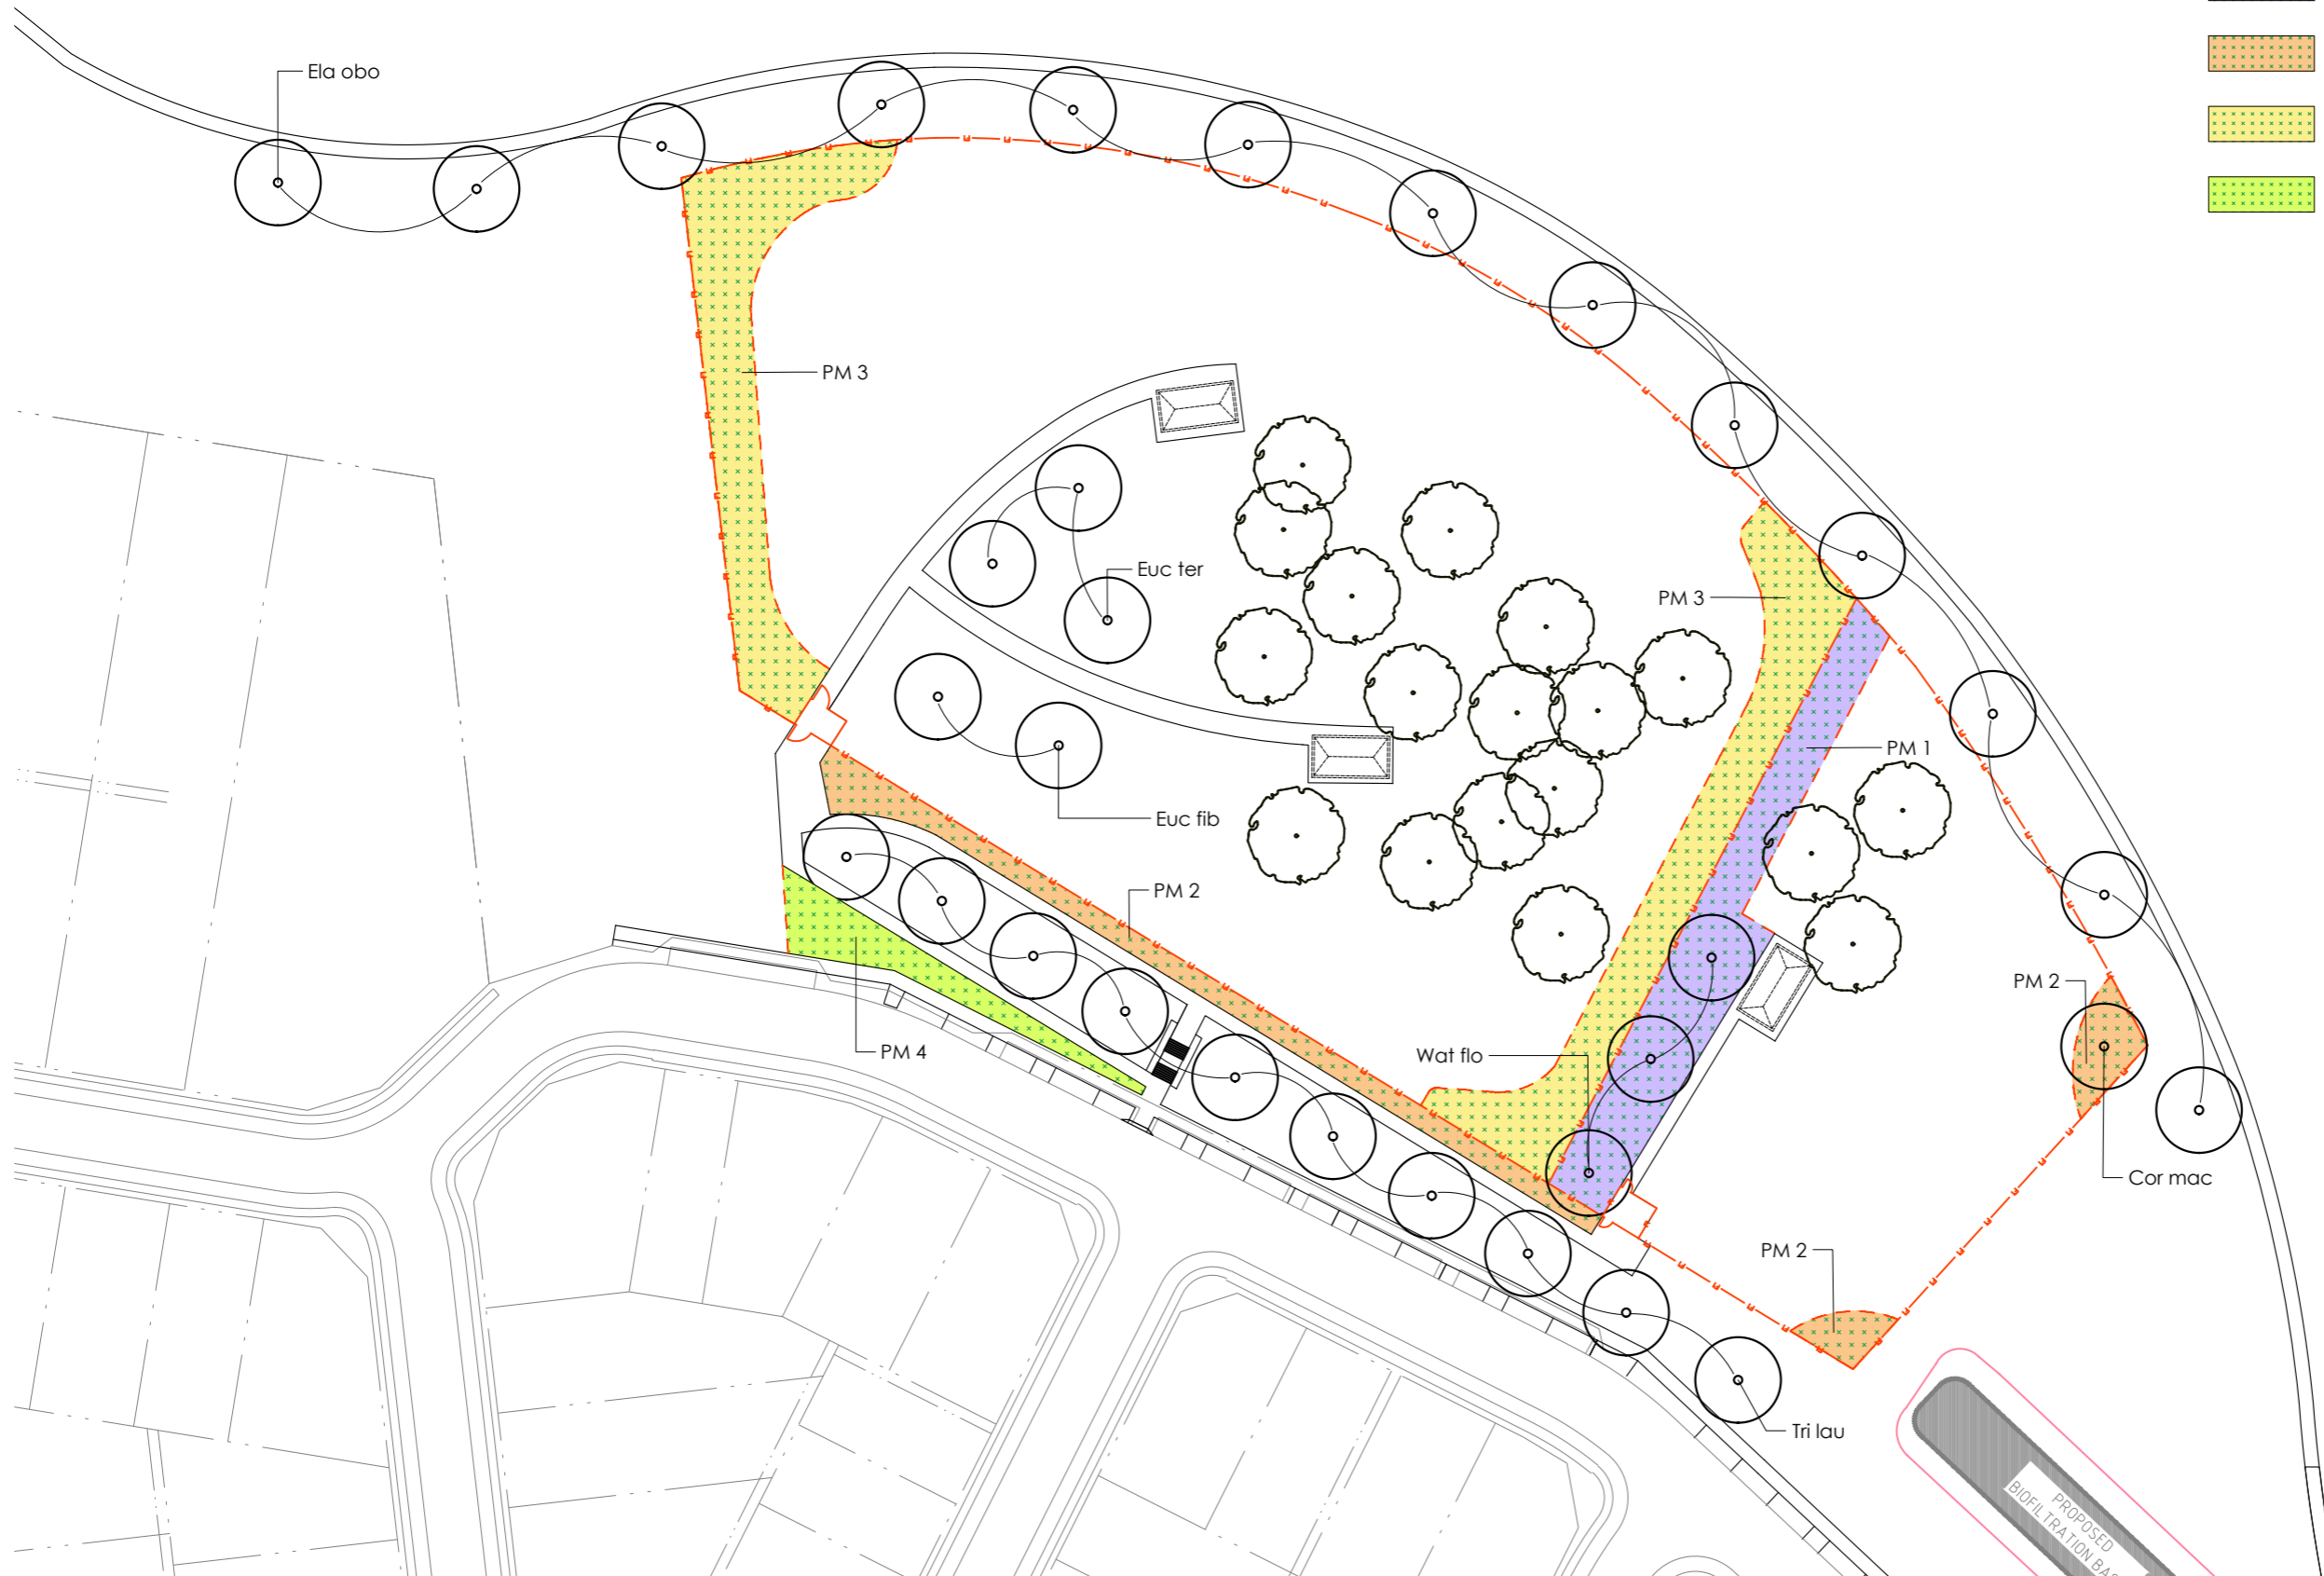 Ela obo
PM 3
Euc ter
PM 3
PM 1
Euc fib
PM 2
PM 2
PM 4
Wat flo
Cor mac
PM 2
Tri lau
PROPOSED
BIOFILTRATION